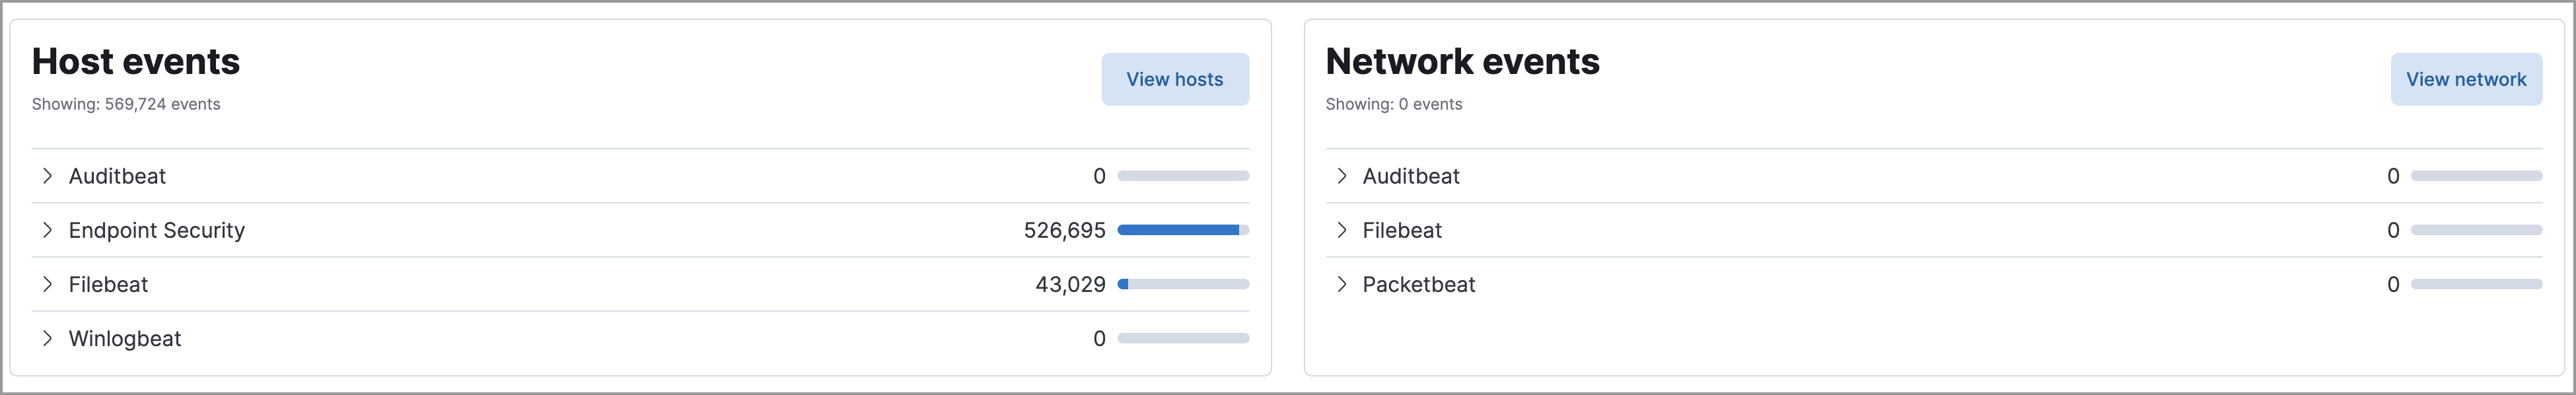 Host events
View hosts
Showing: 569,724 events
Auditbeat 0
Endpoint Security 526,695
Filebeat 43,029
Winlogbeat 0
Network events
View network
Showing: 0 events
Auditbeat 0
Filebeat 0
Packetbeat 0